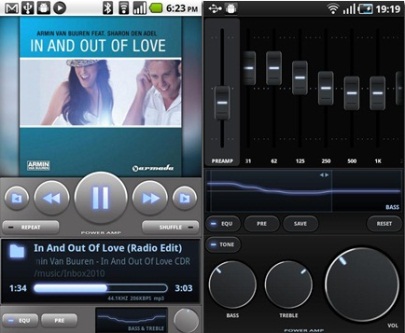 6:23 PM
ARMIN VAN BUUREN FEAT. SHARON DEN ADEL
IN AND OUT OF LOVE
ARMIN
VAN BUUREN
armada
REPEAT
SHUFFLE
POWER AMP
In And Out Of Love (Radio Edit)
min Van Buuren - In And Out Of Love CDR
/music/Inbox2010
1:34
3:03
44.1KHZ 206KBPS mp3
EQU
PRE
BASS & TREBLE
19:19
PREAMP
31
62
125
250
500
1K
BASS
EQU
PRE
SAVE
RESET
TONE
BASS
TREBLE
VOL
POWER AMP